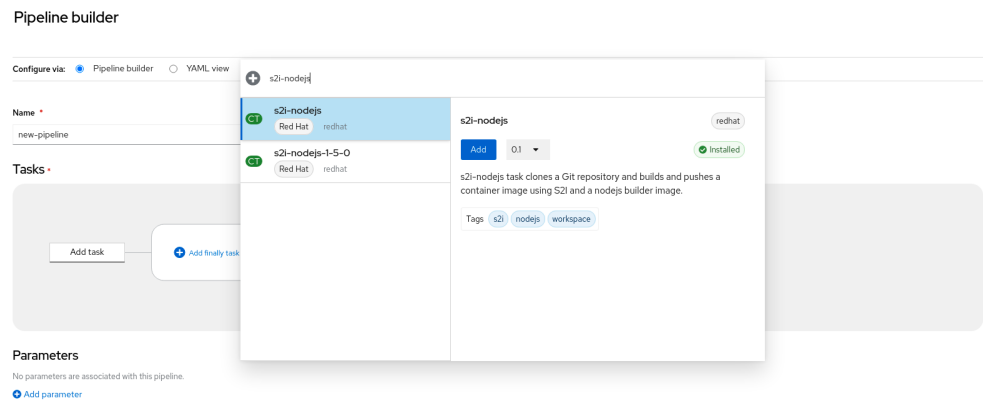 Pipeline builder
Configure via: Pipeline builder YAML view
s2i-nodejs
Name *
new-pipeline
Tasks *
Add task
Add finally task
s2i-nodejs
CT
Red Hat redhat
s2i-nodejs-1-5-0
CT
Red Hat redhat
s2i-nodejs redhat
Add 0.1 Installed
s2i-nodejs task clones a Git repository and builds and pushes a
container image using S2I and a nodejs builder image.
Tags s2i nodejs workspace
Parameters
No parameters are associated with this pipeline.
Add parameter